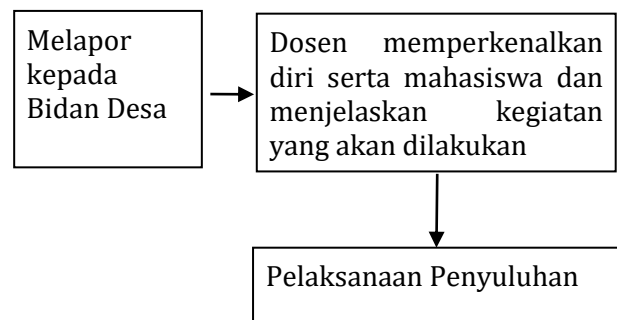 Melapor
kepada
Bidan Desa
Dosen memperkenalkan
diri serta mahasiswa dan
menjelaskan kegiatan
yang akan dilakukan
Pelaksanaan Penyuluhan